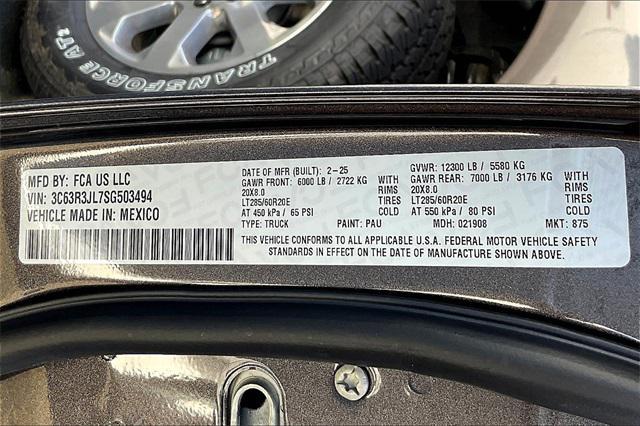 TRANSFORCE AT2
MFD BY: FCA US LLC
VIN: 3C63R3JL7SG503494
VEHICLE MADE IN: MEXICO
DATE OF MFR (BUILT): 2-25
GAWR FRONT: 6000 LB / 2722 KG WITH
20X8.0 TIRES
LT285/60R20E
AT 450 kPa / 65 PSI COLD
GVWR: 12300 LB / 5580 KG
GAWR REAR: 7000 LB / 3176 KG WITH
20X8.0 TIRES
LT285/60R20E
AT 550 kPa / 80 PSI COLD
TYPE: TRUCK PAINT: PAU MDH: 021908 MKT: 875
THIS VEHICLE CONFORMS TO ALL APPLICABLE U.S.A. FEDERAL MOTOR VEHICLE SAFETY
STANDARDS IN EFFECT ON THE DATE OF MANUFACTURE SHOWN ABOVE.